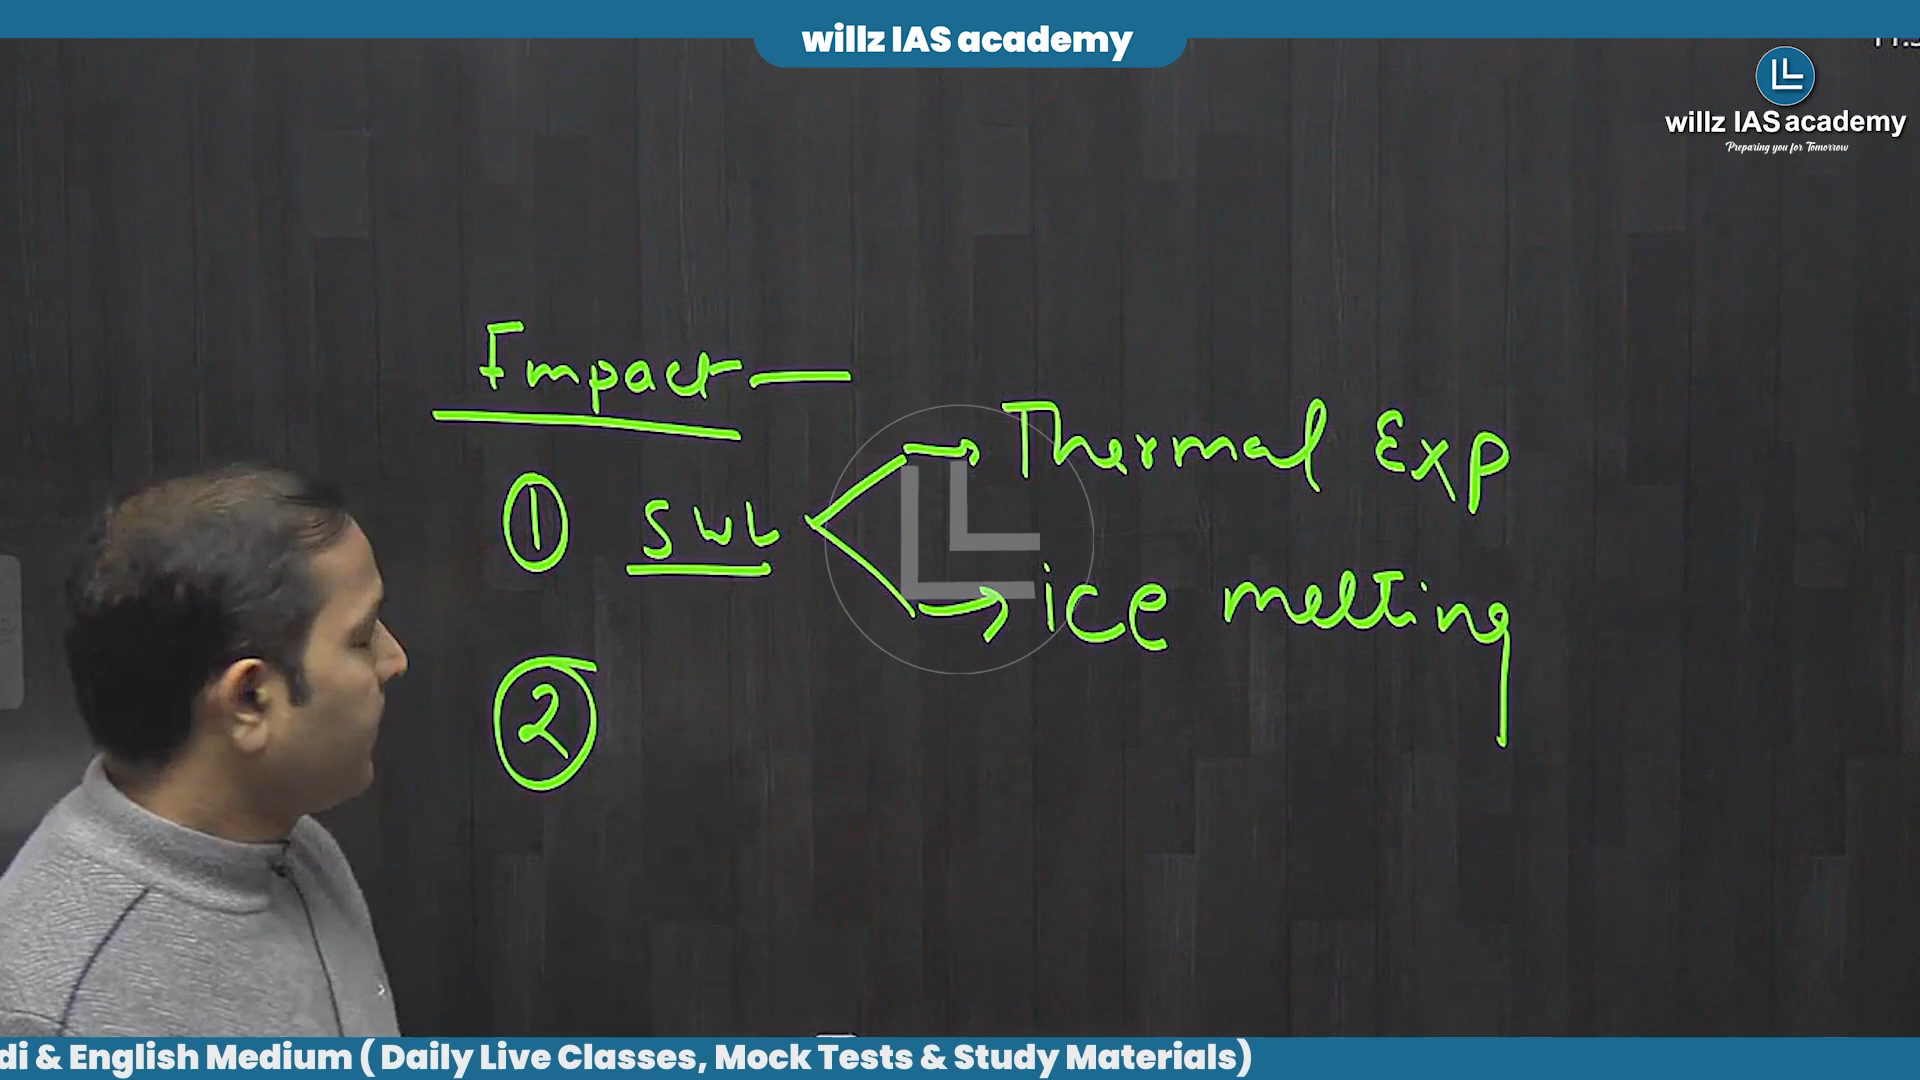 willz IAS academy
willz IAS academy
Preparing you for Tomorrow
Impact —
① SWL → Thermal Exp
→ ice melting
②
di & English Medium ( Daily Live Classes, Mock Tests & Study Materials)